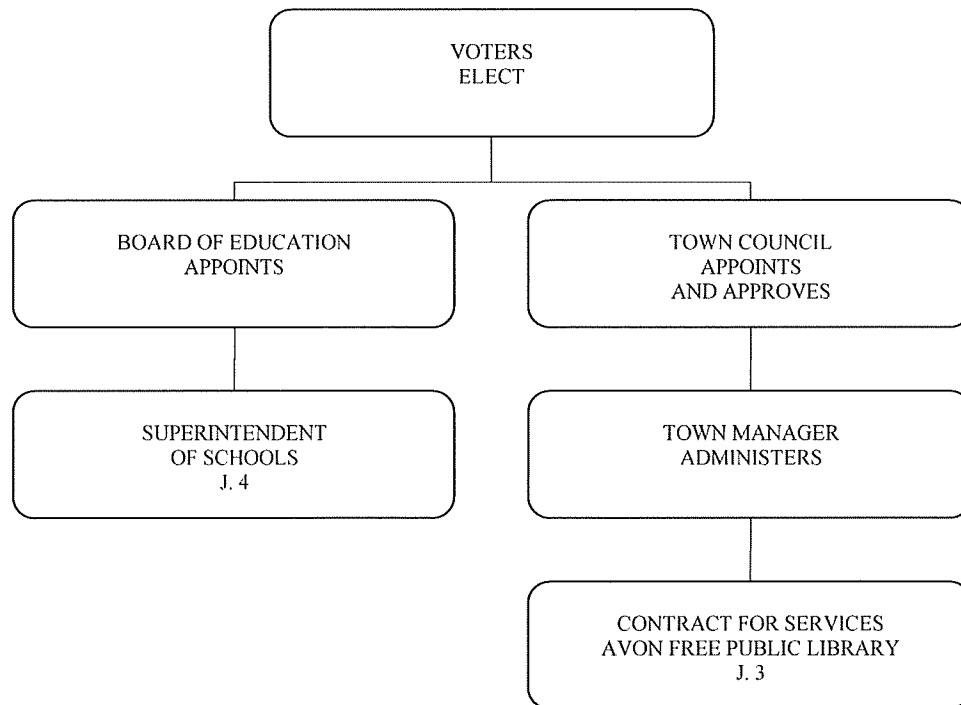 VOTERS
ELECT
BOARD OF EDUCATION
APPOINTS
TOWN COUNCIL
APPOINTS
AND APPROVES
SUPERINTENDENT
OF SCHOOLS
J. 4
TOWN MANAGER
ADMINISTERS
CONTRACT FOR SERVICES
AVON FREE PUBLIC LIBRARY
J. 3